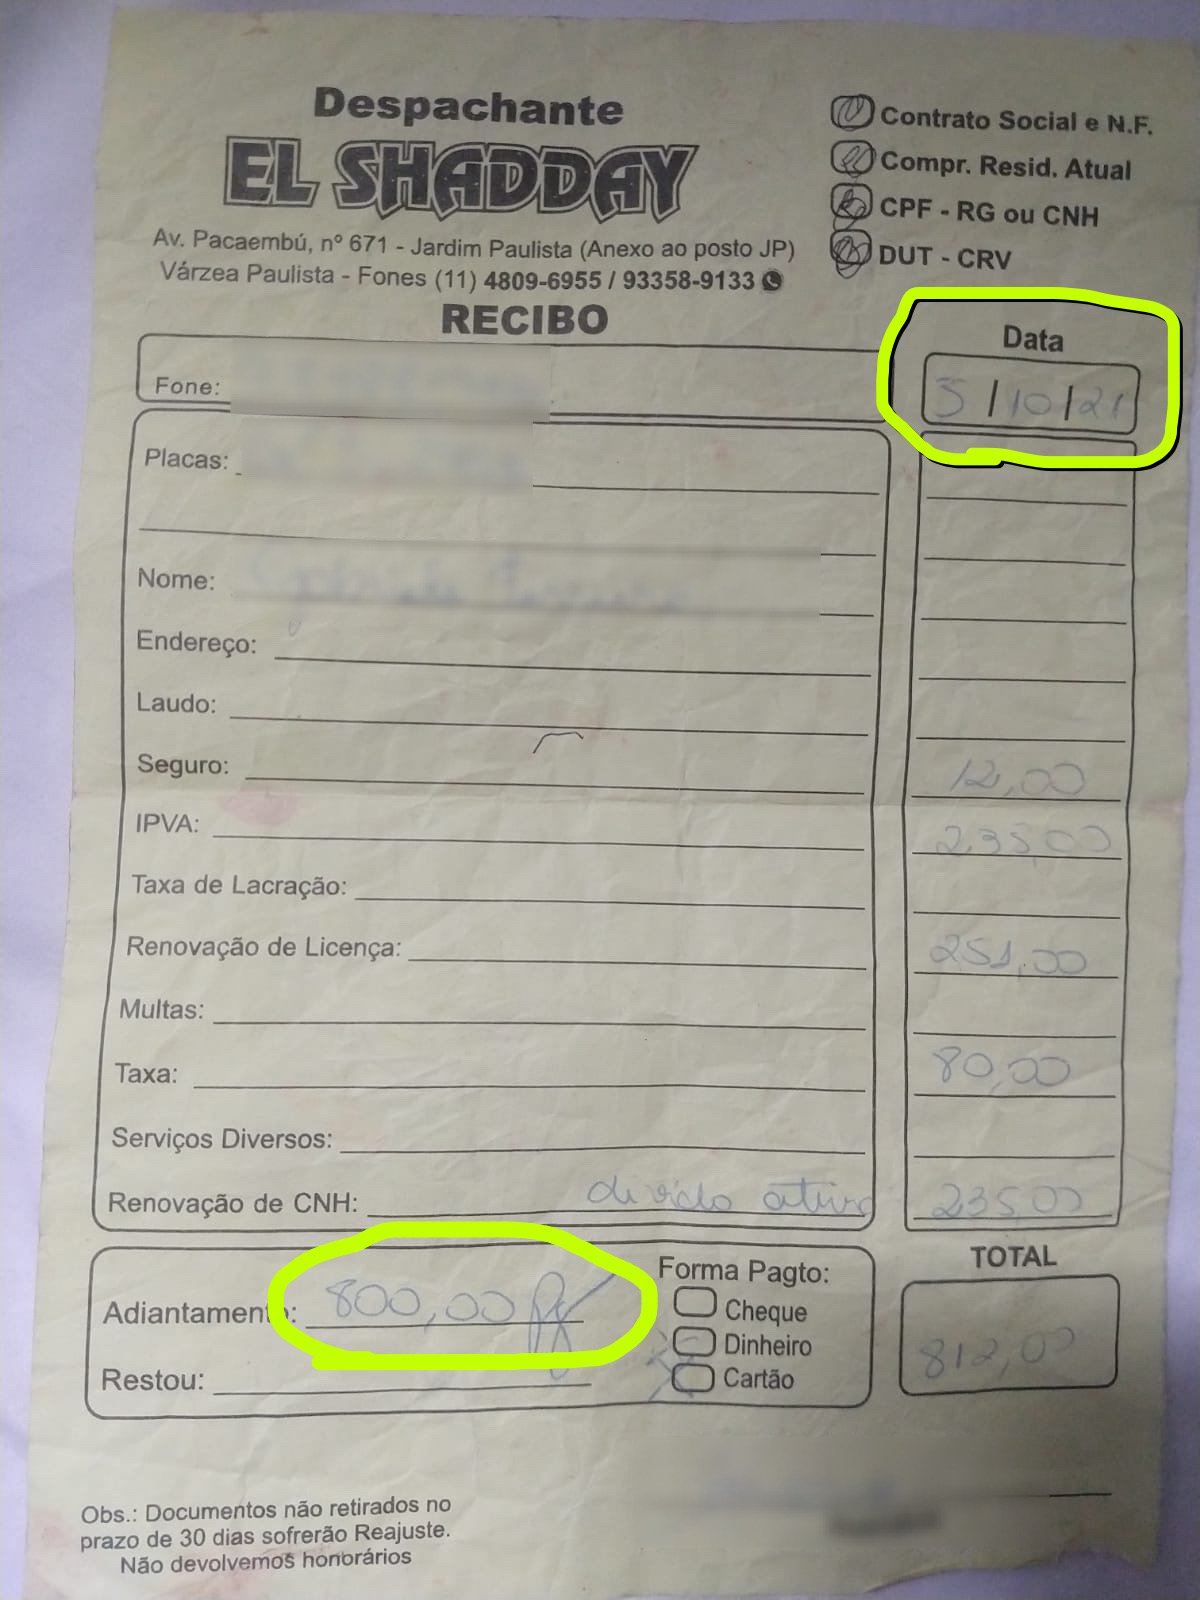 Despachante
EL SHADDAY
Av. Pacaembú, nº 671 - Jardim Paulista (Anexo ao posto JP)
Várzea Paulista - Fones (11) 4809-6955 / 93358-9133
Contrato Social e N.F.
Compr. Resid. Atual
CPF - RG ou CNH
DUT - CRV
RECIBO
Data
5/10/21
Fone:
Placas:
Nome:
Endereço:
Laudo:
Seguro: 12,00
IPVA: 235,00
Taxa de Lacração:
Renovação de Licença: 251,00
Multas:
Taxa: 80,00
Serviços Diversos:
Renovação de CNH: divida ativa 235,00
Adiantamento: 800,00
Restou:
Forma Pagto:
Cheque
Dinheiro
Cartão
TOTAL
812,00
Obs.: Documentos não retirados no
prazo de 30 dias sofrerão Reajuste.
Não devolvemos honorários